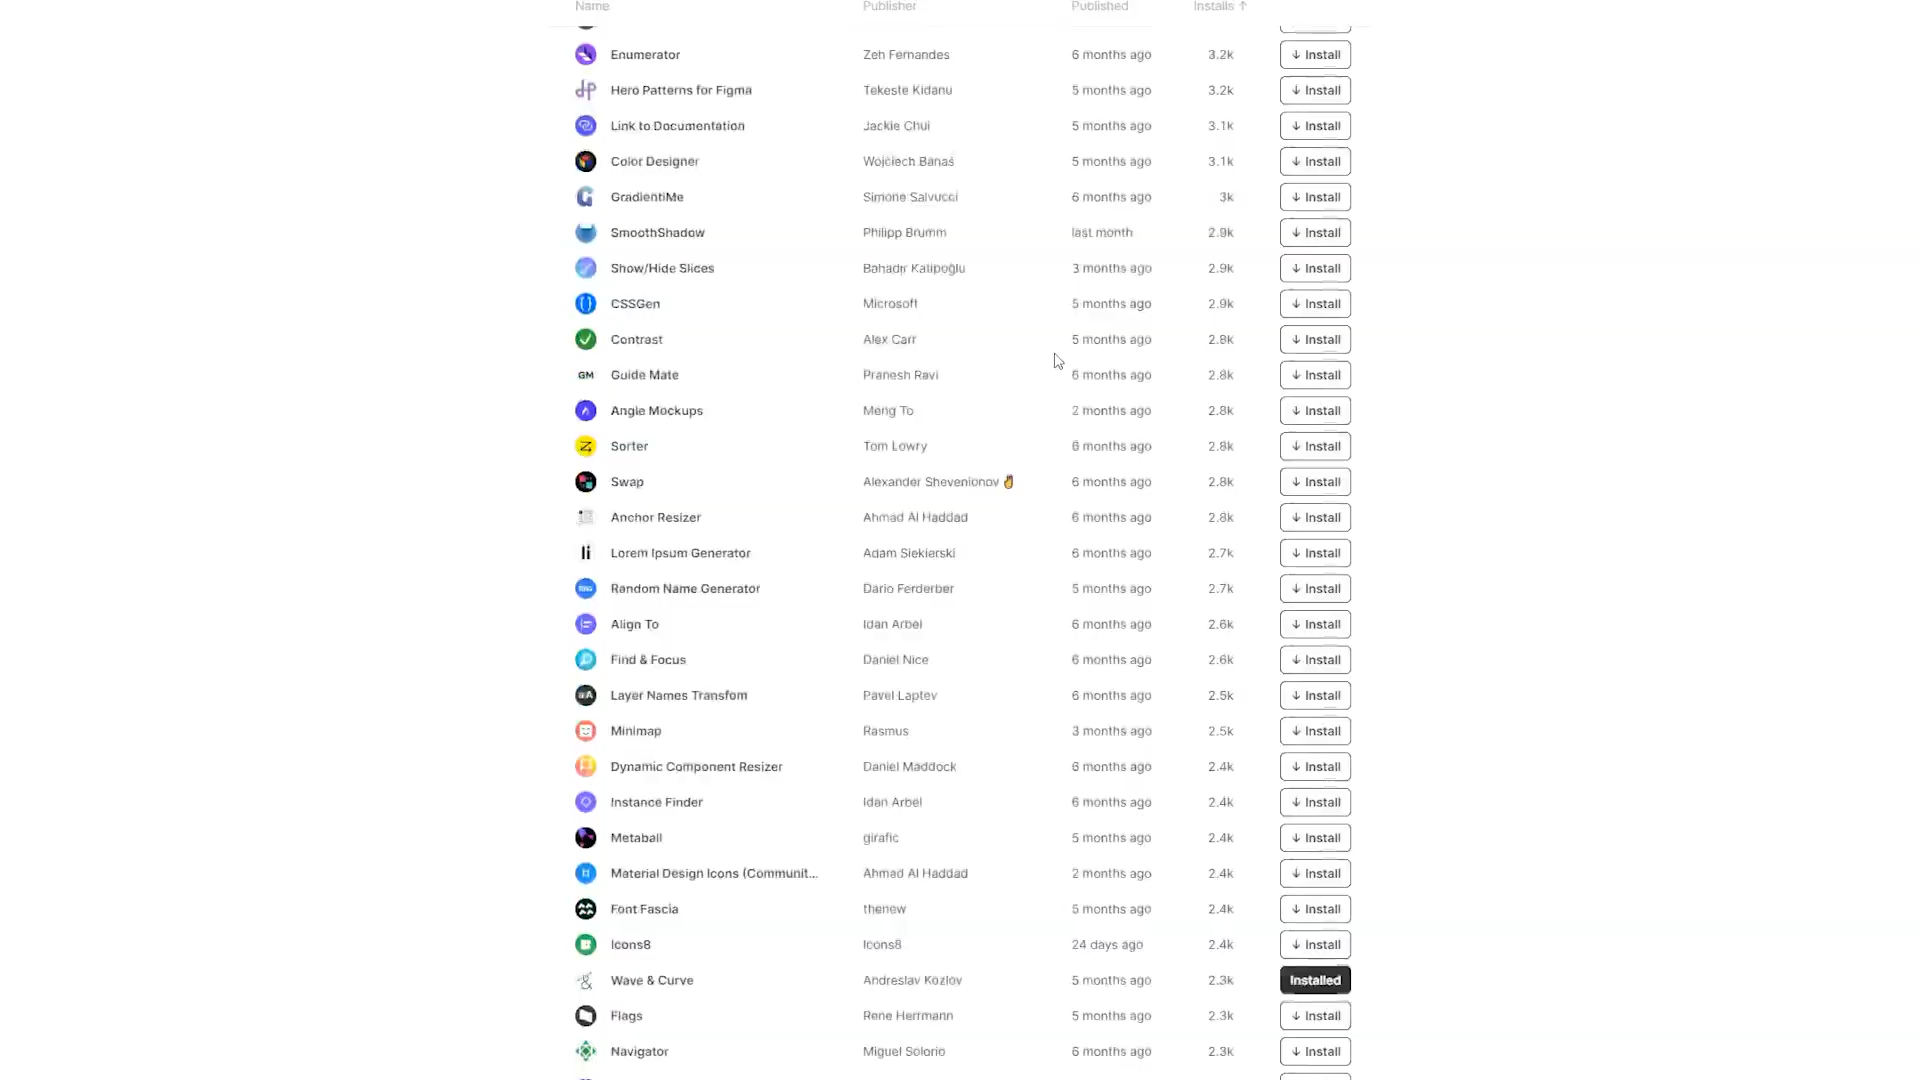 Name Publisher Published Installs ↑
Enumerator Zeh Fernandes 6 months ago 3.2k ↓ Install
Hero Patterns for Figma Tekeste Kidanu 5 months ago 3.2k ↓ Install
Link to Documentation Jackie Chui 5 months ago 3.1k ↓ Install
Color Designer Wojciech Banaś 5 months ago 3.1k ↓ Install
GradientiMe Simone Salvucci 6 months ago 3k ↓ Install
SmoothShadow Philipp Brumm last month 2.9k ↓ Install
Show/Hide Slices Bahadır Kalıpoğlu 3 months ago 2.9k ↓ Install
CSSGen Microsoft 5 months ago 2.9k ↓ Install
Contrast Alex Carr 5 months ago 2.8k ↓ Install
GM Guide Mate Pranesh Ravi 6 months ago 2.8k ↓ Install
Angle Mockups Meng To 2 months ago 2.8k ↓ Install
Sorter Tom Lowry 6 months ago 2.8k ↓ Install
Swap Alexander Shevenionov 6 months ago 2.8k ↓ Install
Anchor Resizer Ahmad Al Haddad 6 months ago 2.8k ↓ Install
li Lorem Ipsum Generator Adam Siekierski 6 months ago 2.7k ↓ Install
Random Name Generator Dario Ferderber 5 months ago 2.7k ↓ Install
Align To Idan Arbel 6 months ago 2.6k ↓ Install
Find & Focus Daniel Nice 6 months ago 2.6k ↓ Install
Layer Names Transfom Pavel Laptev 6 months ago 2.5k ↓ Install
Minimap Rasmus 3 months ago 2.5k ↓ Install
Dynamic Component Resizer Daniel Maddock 6 months ago 2.4k ↓ Install
Instance Finder Idan Arbel 6 months ago 2.4k ↓ Install
Metaball girafic 5 months ago 2.4k ↓ Install
Material Design Icons (Communit... Ahmad Al Haddad 2 months ago 2.4k ↓ Install
Font Fascia thenew 5 months ago 2.4k ↓ Install
Icons8 Icons8 24 days ago 2.4k ↓ Install
Wave & Curve Andreslav Kozlov 5 months ago 2.3k Installed
Flags Rene Herrmann 5 months ago 2.3k ↓ Install
Navigator Miguel Solorio 6 months ago 2.3k ↓ Install